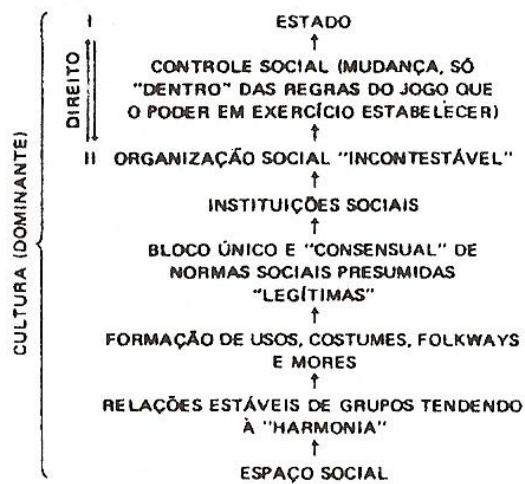 CULTURA (DOMINANTE)
DIREITO
I
ESTADO
CONTROLE SOCIAL (MUDANÇA, SÓ
"DENTRO" DAS REGRAS DO JOGO QUE
O PODER EM EXERCÍCIO ESTABELECER)
II ORGANIZAÇÃO SOCIAL "INCONTESTÁVEL"
INSTITUIÇÕES SOCIAIS
BLOCO ÚNICO E "CONSENSUAL" DE
NORMAS SOCIAIS PRESUMIDAS
"LEGÍTIMAS"
FORMAÇÃO DE USOS, COSTUMES, FOLKWAYS
E MORES
RELAÇÕES ESTÁVEIS DE GRUPOS TENDENDO
À "HARMONIA"
ESPAÇO SOCIAL